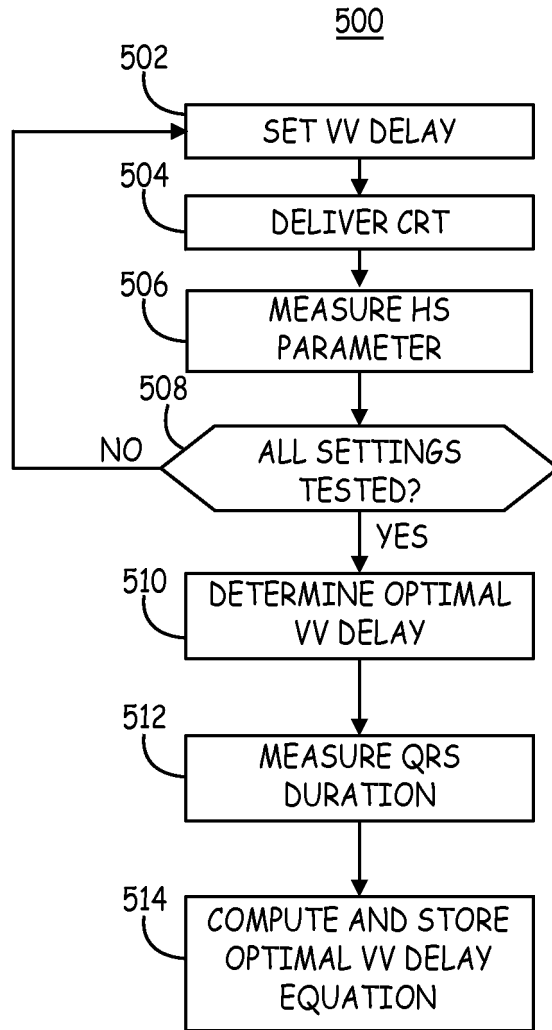 500
502
SET VV DELAY
504
DELIVER CRT
506
MEASURE HS
PARAMETER
508
NO
ALL SETTINGS
TESTED?
YES
510
DETERMINE OPTIMAL
VV DELAY
512
MEASURE QRS
DURATION
514
COMPUTE AND STORE
OPTIMAL VV DELAY
EQUATION